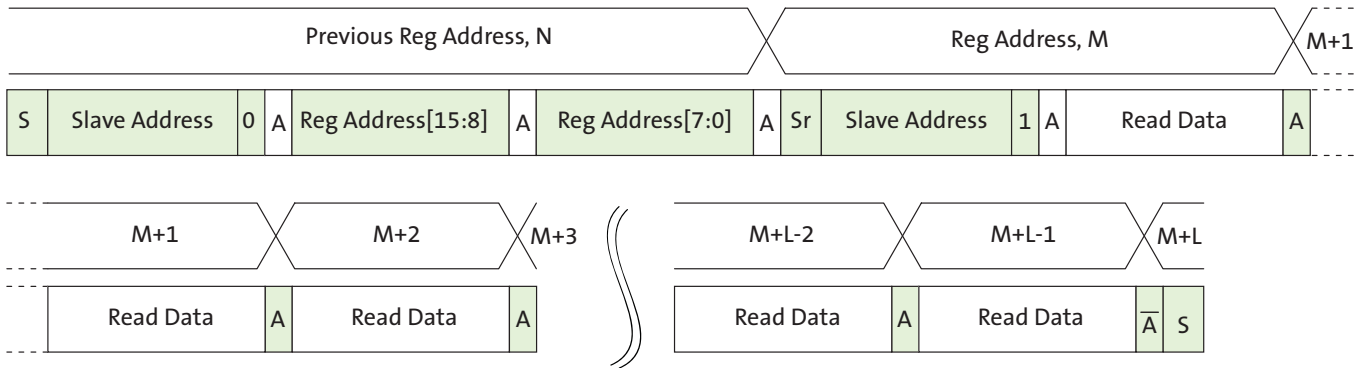 Previous Reg Address, N Reg Address, M M+1
S Slave Address 0 A Reg Address[15:8] A Reg Address[7:0] A Sr Slave Address 1 A Read Data A
M+1 M+2 M+3 M+L-2 M+L-1 M+L
Read Data A Read Data A Read Data A Read Data A̅ S